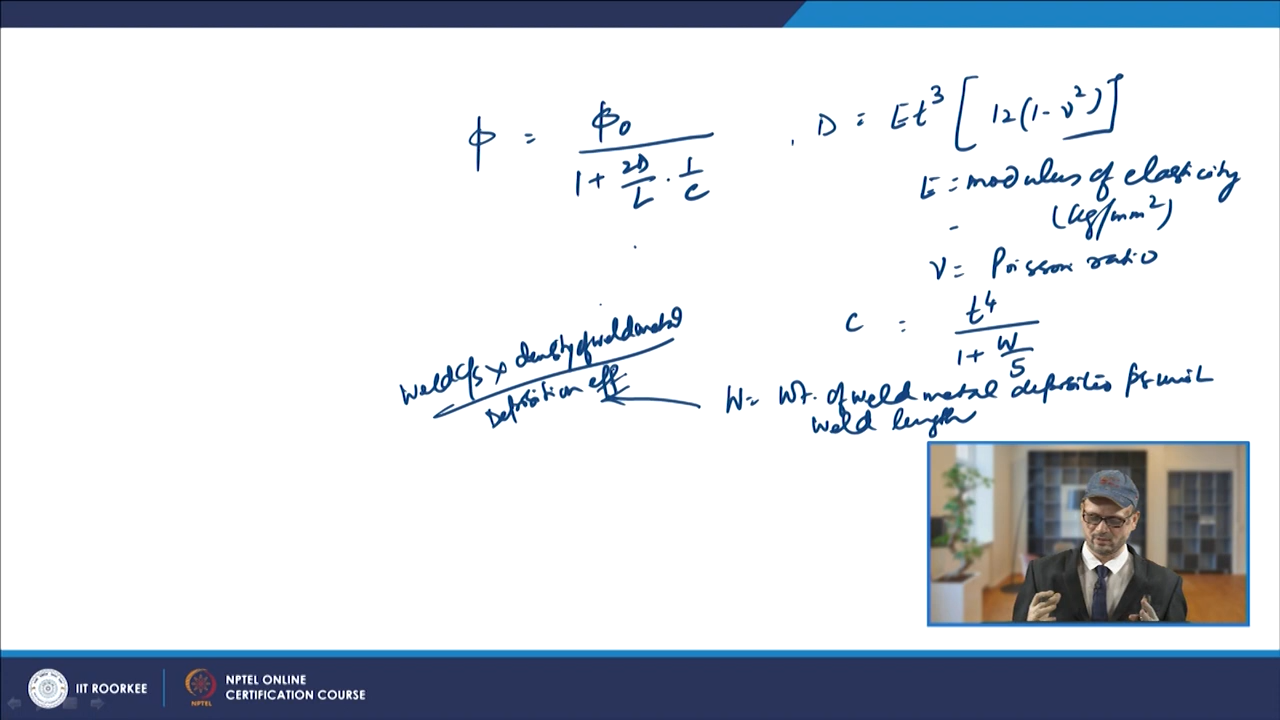 ϕ = ϕ₀ / (1 + 2D/L · 1/C) , D = Et³ [12(1-ν²)]
E = modulus of elasticity
(kg/mm²)
ν = Poisson ratio
C = t⁴ / (1 + W/5)
Weld C/s × density of weld metal
Deposition eff
W = Wt. of weld metal deposited per unit
weld length
IIT ROORKEE
NPTEL
NPTEL ONLINE
CERTIFICATION COURSE